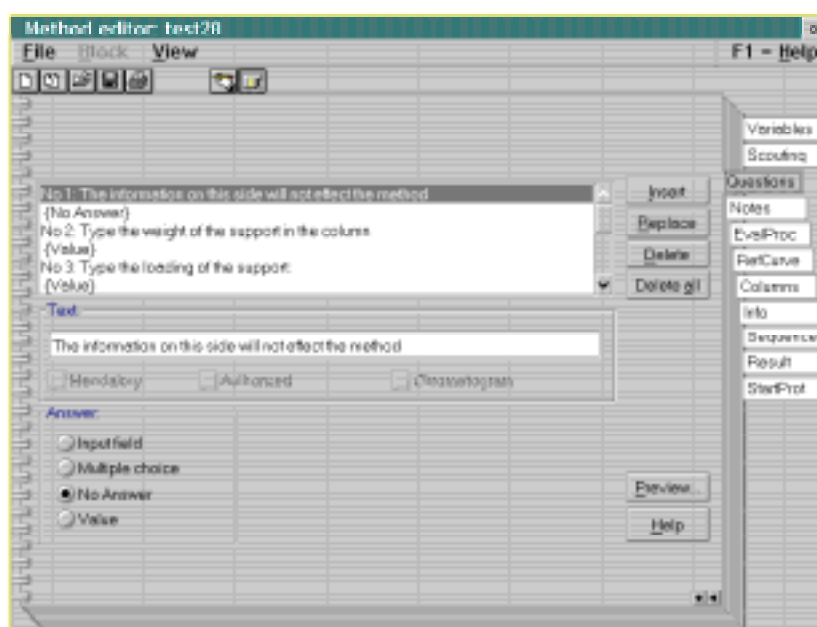 Method editor: test28
File Block View F1 = Help
Variables
Scouting
Questions
Notes
EvalProc
RefCurve
Columns
Info
Sequence
Result
StartProt
No 1: The information on this side will not effect the method
{No Answer}
No 2: Type the weight of the support in the column
{Value}
No 3: Type the loading of the support:
{Value}
Insert
Replace
Delete
Delete all
Text:
The information on this side will not effect the method
Mandatory Authorized Chromatogram
Answer:
Input field
Multiple choice
No Answer
Value
Preview...
Help